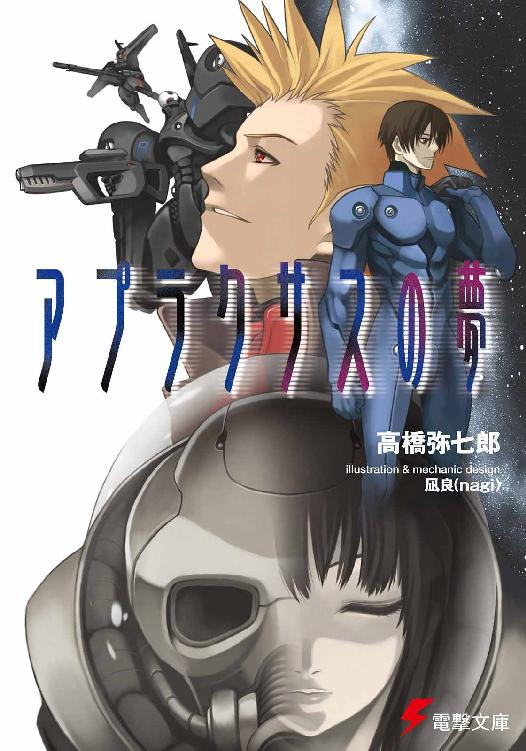 アプラクサスの夢
高橋弥七郎
illustration & mechanic design
凪良(nagi)
電撃文庫